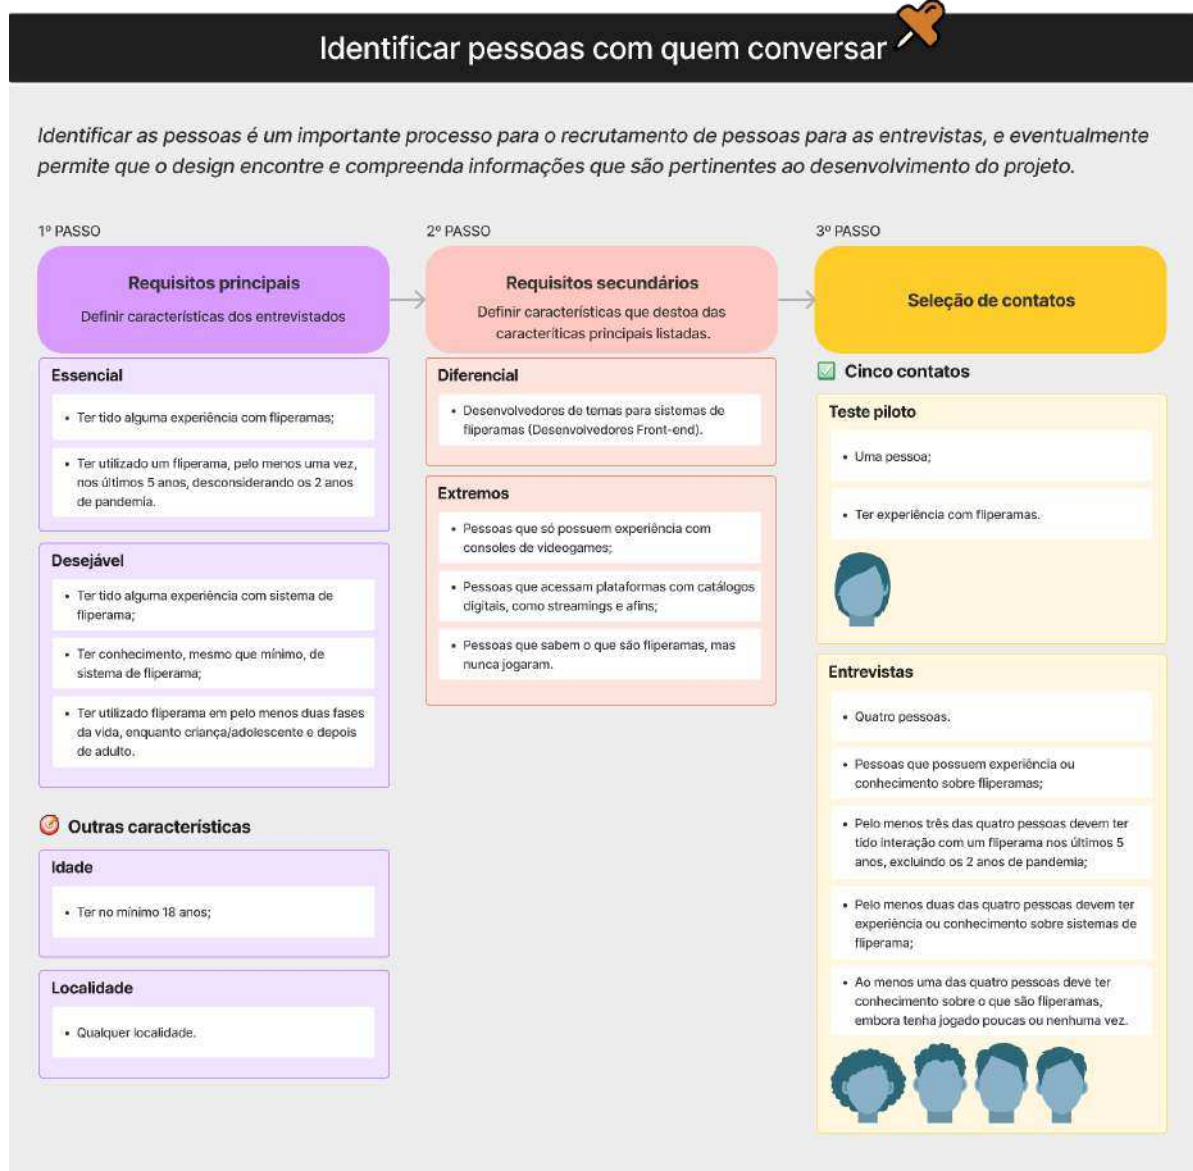 Identificar pessoas com quem conversar
Identificar as pessoas é um importante processo para o recrutamento de pessoas para as entrevistas, e eventualmente
permite que o design encontre e compreenda informações que são pertinentes ao desenvolvimento do projeto.
1º PASSO
Requisitos principais
Definir características dos entrevistados
Essencial
• Ter tido alguma experiência com fliperamas;
• Ter utilizado um fliperama, pelo menos uma vez,
nos últimos 5 anos, desconsiderando os 2 anos
de pandemia.
Desejável
• Ter tido alguma experiência com sistema de
fliperama;
• Ter conhecimento, mesmo que mínimo, de
sistema de fliperama;
• Ter utilizado fliperama em pelo menos duas fases
da vida, enquanto criança/adolescente e depois
de adulto.
Outras características
Idade
• Ter no mínimo 18 anos;
Localidade
• Qualquer localidade.
2º PASSO
Requisitos secundários
Definir características que destoa das
caracteríticas principais listadas.
Diferencial
• Desenvolvedores de temas para sistemas de
fliperamas (Desenvolvedores Front-end).
Extremos
• Pessoas que só possuem experiência com
consoles de videogames;
• Pessoas que acessam plataformas com catálogos
digitais, como streamings e afins;
• Pessoas que sabem o que são fliperamas, mas
nunca jogaram.
3º PASSO
Seleção de contatos
Cinco contatos
Teste piloto
• Uma pessoa;
• Ter experiência com fliperamas.
Entrevistas
• Quatro pessoas.
• Pessoas que possuem experiência ou
conhecimento sobre fliperamas;
• Pelo menos três das quatro pessoas devem ter
tido interação com um fliperama nos últimos 5
anos, excluindo os 2 anos de pandemia;
• Pelo menos duas das quatro pessoas devem ter
experiência ou conhecimento sobre sistemas de
fliperama;
• Ao menos uma das quatro pessoas deve ter
conhecimento sobre o que são fliperamas,
embora tenha jogado poucas ou nenhuma vez.